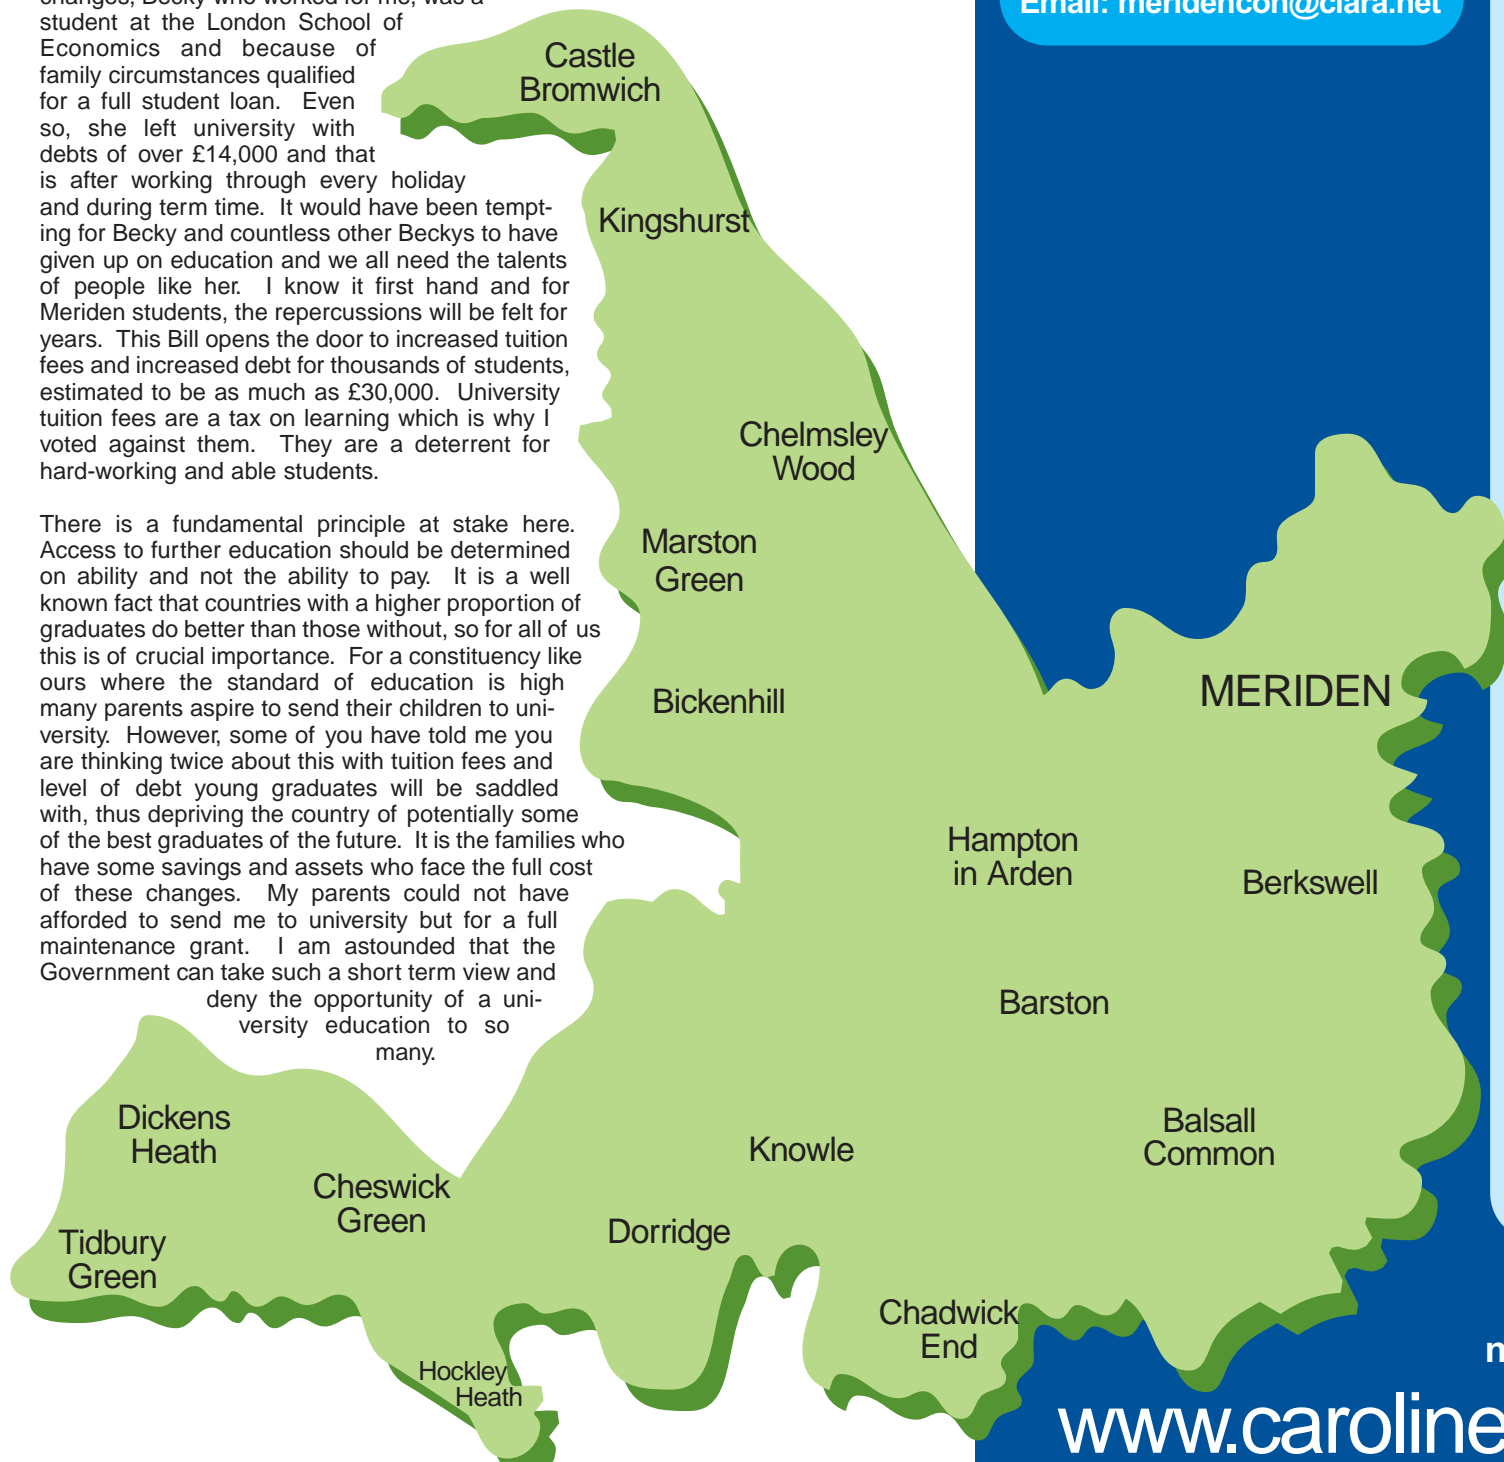 changes, Becky who worked for me, was a
student at the London School of
Economics and because of
family circumstances qualified
for a full student loan. Even
so, she left university with
debts of over £14,000 and that
is after working through every holiday
and during term time. It would have been tempt-
ing for Becky and countless other Beckys to have
given up on education and we all need the talents
of people like her. I know it first hand and for
Meriden students, the repercussions will be felt for
years. This Bill opens the door to increased tuition
fees and increased debt for thousands of students,
estimated to be as much as £30,000. University
tuition fees are a tax on learning which is why I
voted against them. They are a deterrent for
hard-working and able students.

There is a fundamental principle at stake here.
Access to further education should be determined
on ability and not the ability to pay. It is a well
known fact that countries with a higher proportion of
graduates do better than those without, so for all of us
this is of crucial importance. For a constituency like
ours where the standard of education is high
many parents aspire to send their children to uni-
versity. However, some of you have told me you
are thinking twice about this with tuition fees and
level of debt young graduates will be saddled
with, thus depriving the country of potentially some
of the best graduates of the future. It is the families who
have some savings and assets who face the full cost
of these changes. My parents could not have
afforded to send me to university but for a full
maintenance grant. I am astounded that the
Government can take such a short term view and
deny the opportunity of a uni-
versity education to so
many.

Email: meridencon@clara.net
Castle
Bromwich
Kingshurst
Chelmsley
Wood
Marston
Green
Bickenhill
MERIDEN
Hampton
in Arden
Berkswell
Barston
Balsall
Common
Knowle
Dickens
Heath
Cheswick
Green
Dorridge
Tidbury
Green
Chadwick
End
Hockley
Heath
www.caroline